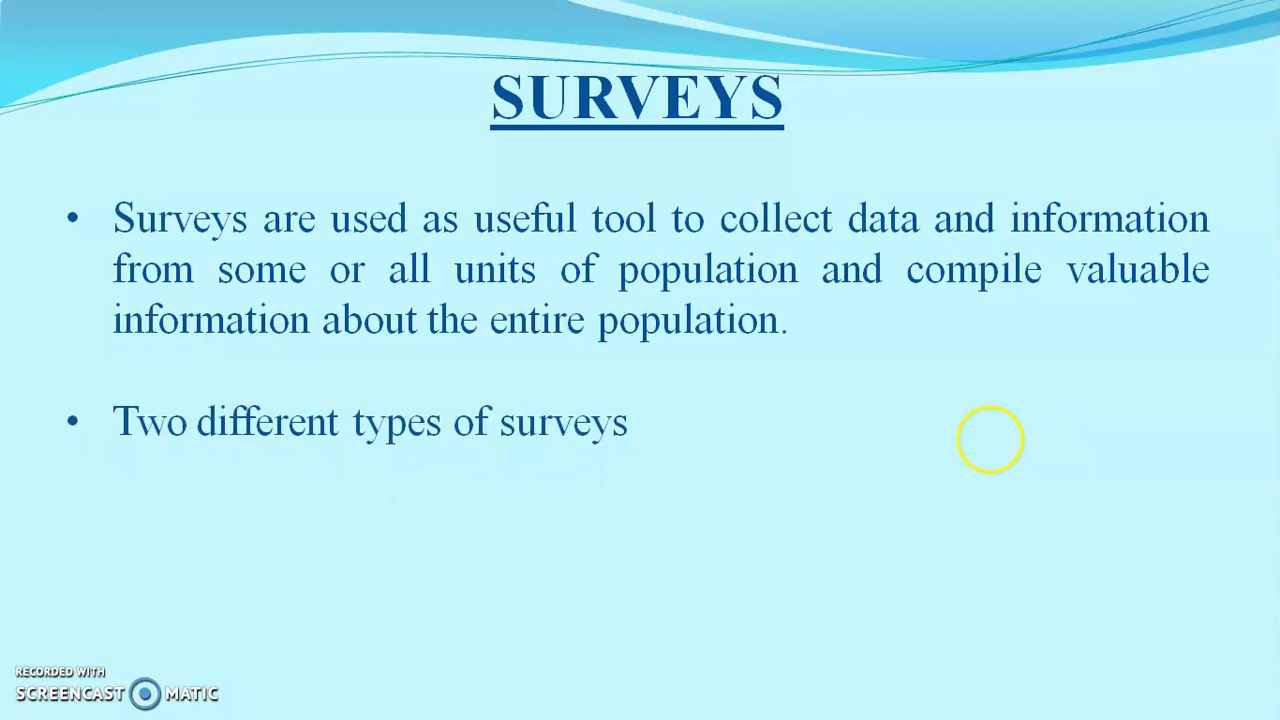 SURVEYS
• Surveys are used as useful tool to collect data and information
from some or all units of population and compile valuable
information about the entire population.
• Two different types of surveys
RECORDED WITH
SCREENCAST MATIC